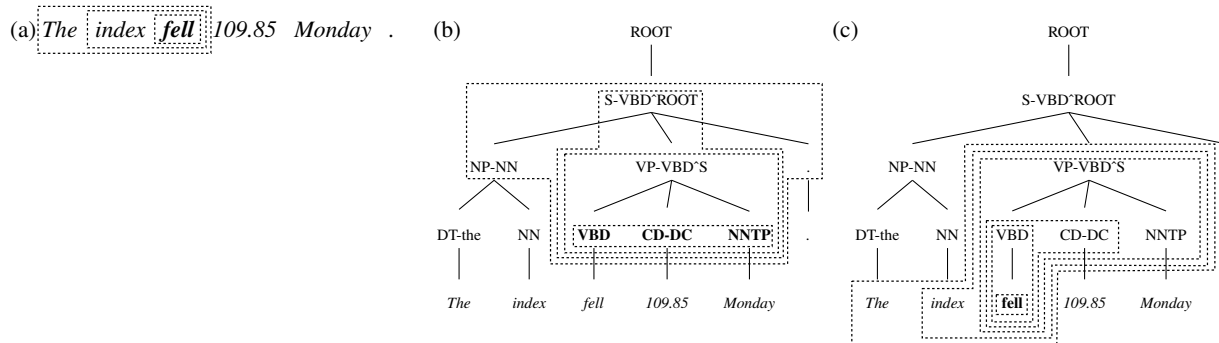 (a) The index fell 109.85 Monday .
(b)
ROOT
S-VBD^ROOT
NP-NN VP-VBD^S .
DT-the NN VBD CD-DC NNTP .
The index fell 109.85 Monday
(c)
ROOT
S-VBD^ROOT
NP-NN VP-VBD^S
DT-the NN VBD CD-DC NNTP
The index fell 109.85 Monday